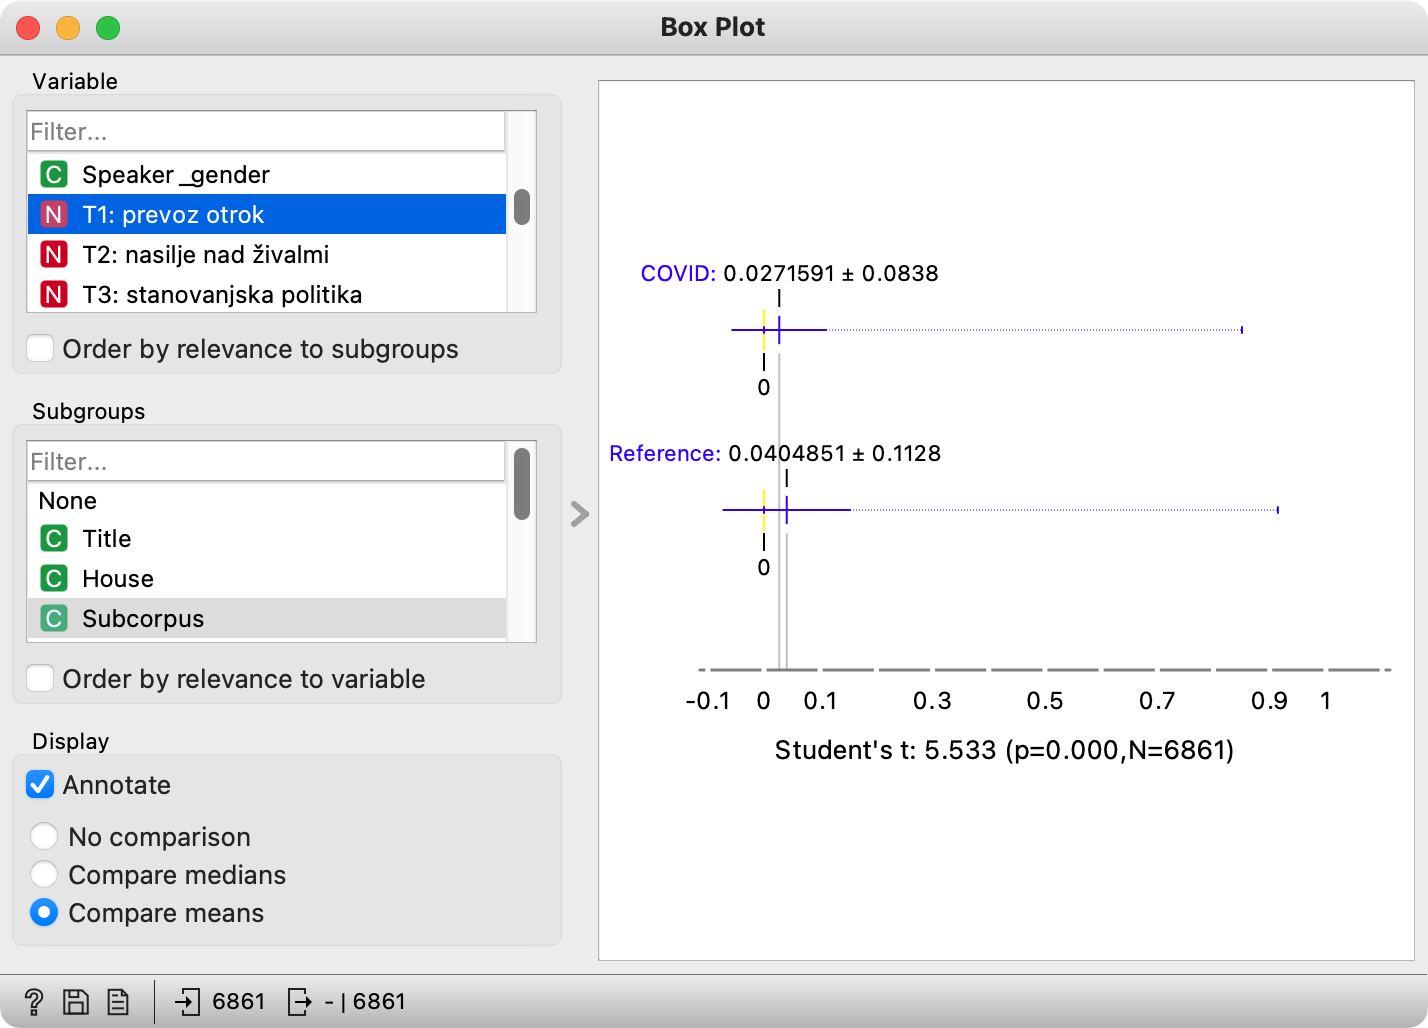 Box Plot
Variable
Filter...
C Speaker_gender
N T1: prevoz otrok
N T2: nasilje nad živalmi
N T3: stanovanjska politika
Order by relevance to subgroups
Subgroups
Filter...
None
C Title
C House
C Subcorpus
Order by relevance to variable
Display
Annotate
No comparison
Compare medians
Compare means
COVID: 0.0271591 ± 0.0838
0
Reference: 0.0404851 ± 0.1128
0
-0.1 0 0.1 0.3 0.5 0.7 0.9 1
Student's t: 5.533 (p=0.000,N=6861)
? 6861 - | 6861